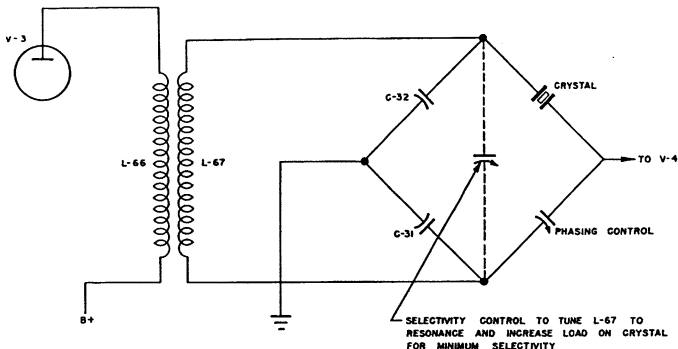 V-3
C-32
CRYSTAL
L-66
L-67
TO V-4
C-31
PHASING CONTROL
B+
SELECTIVITY CONTROL TO TUNE L-67 TO
RESONANCE AND INCREASE LOAD ON CRYSTAL
FOR MINIMUM SELECTIVITY